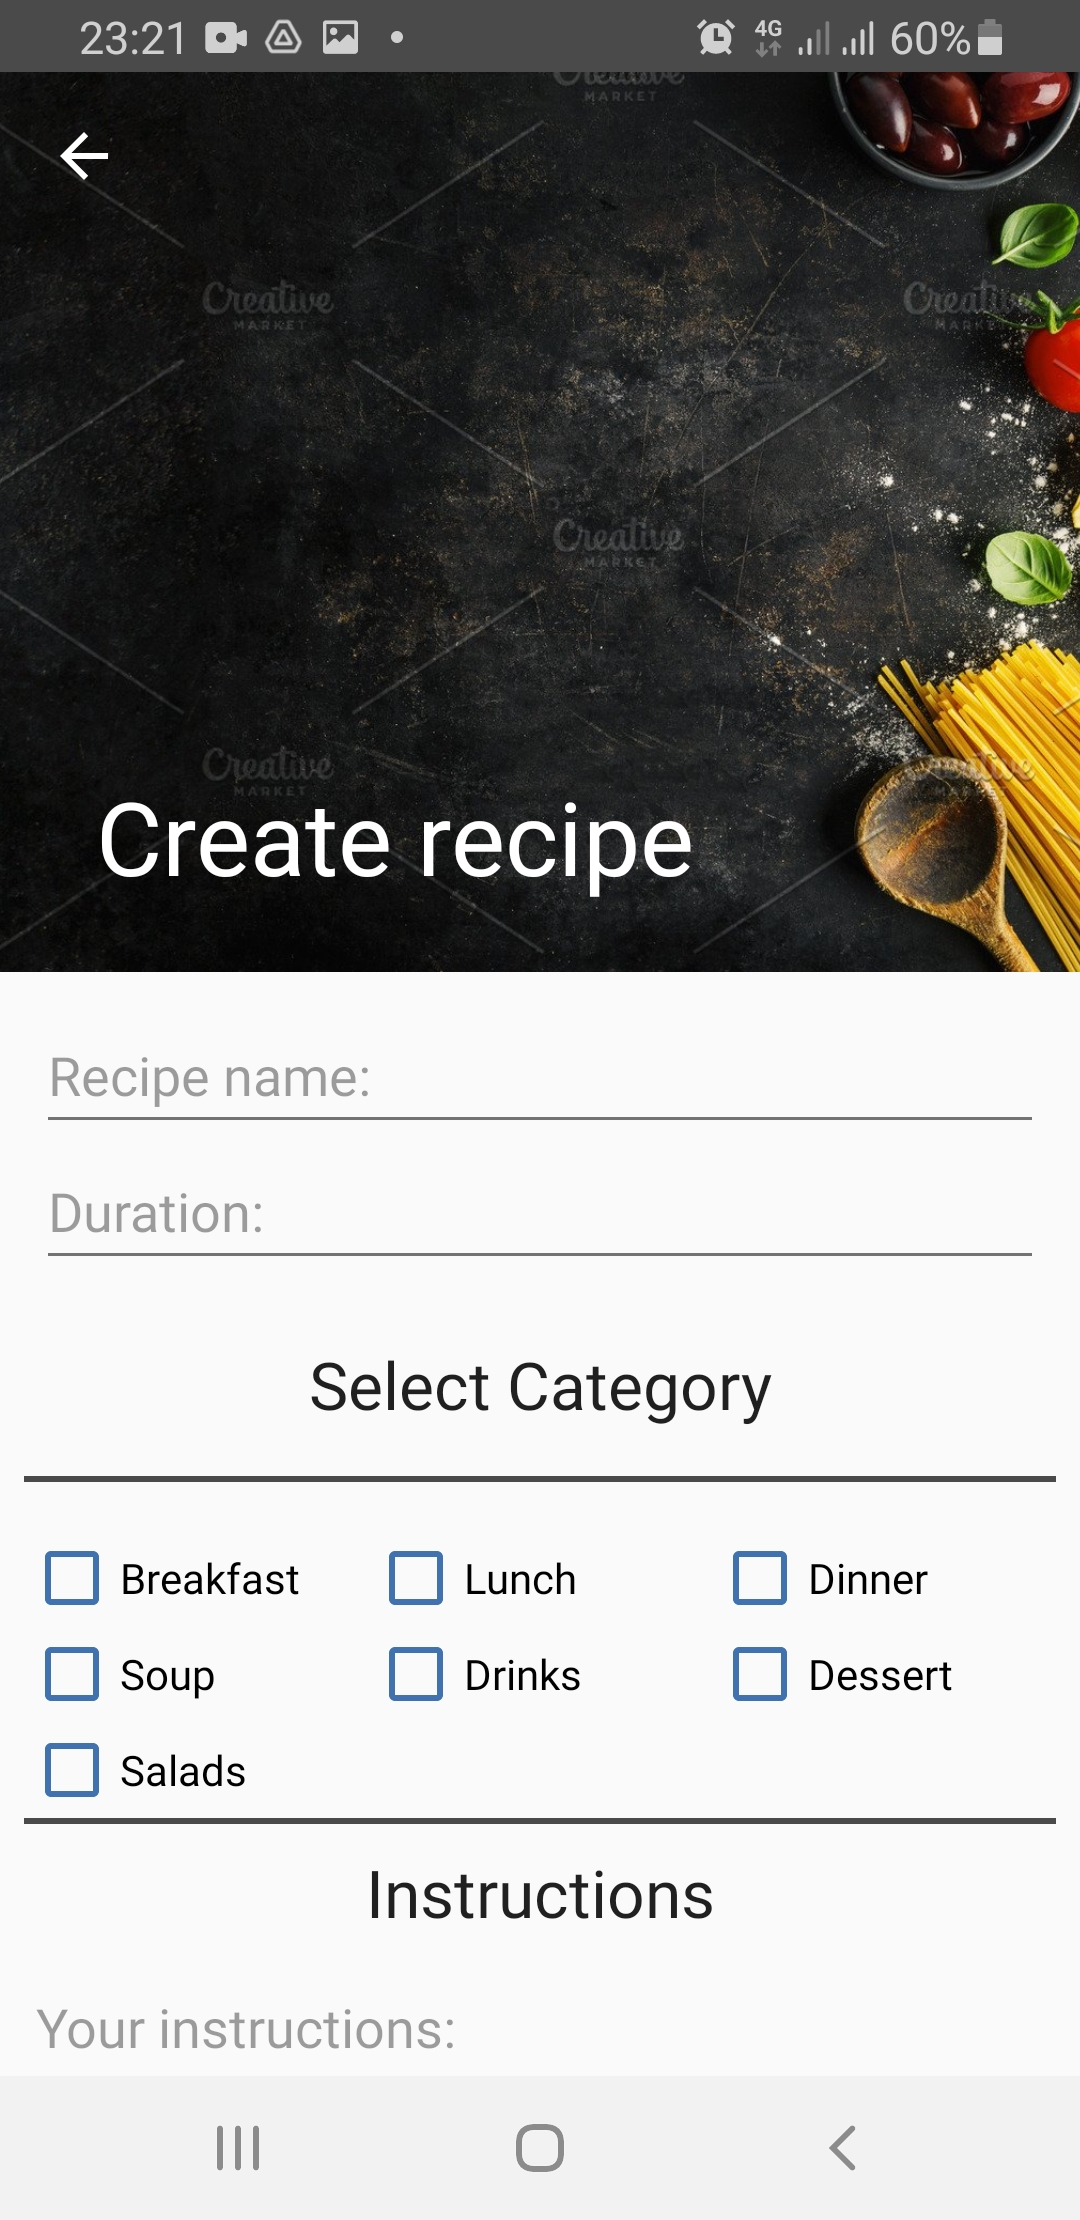 23:21 4G 60%
Creative
MARKET
Creative Creative
MARKET MARKET
Creative
MARKET
Creative Creative
MARKET MARKET
Create recipe
Recipe name:
Duration:
Select Category
Breakfast Lunch Dinner
Soup Drinks Dessert
Salads
Instructions
Your instructions: